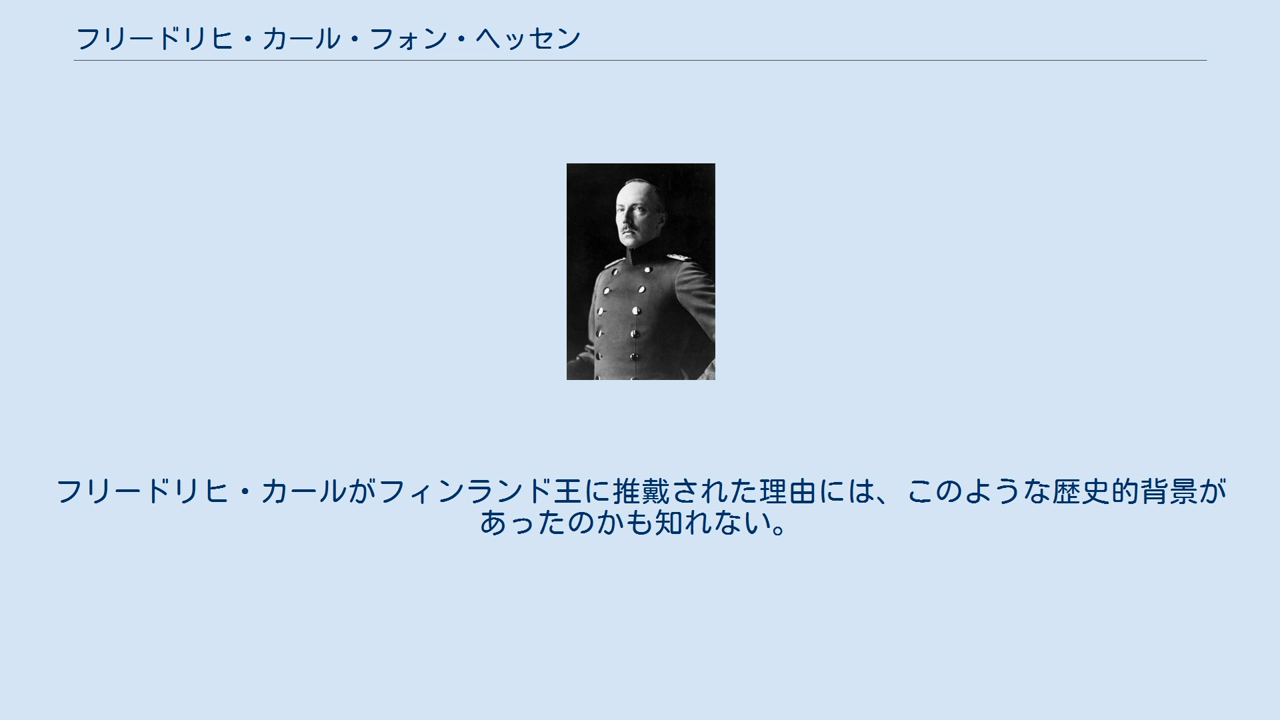 フリードリヒ・カール・フォン・ヘッセン
フリードリヒ・カールがフィンランド王に推戴された理由には、このような歴史的背景が
あったのかも知れない。